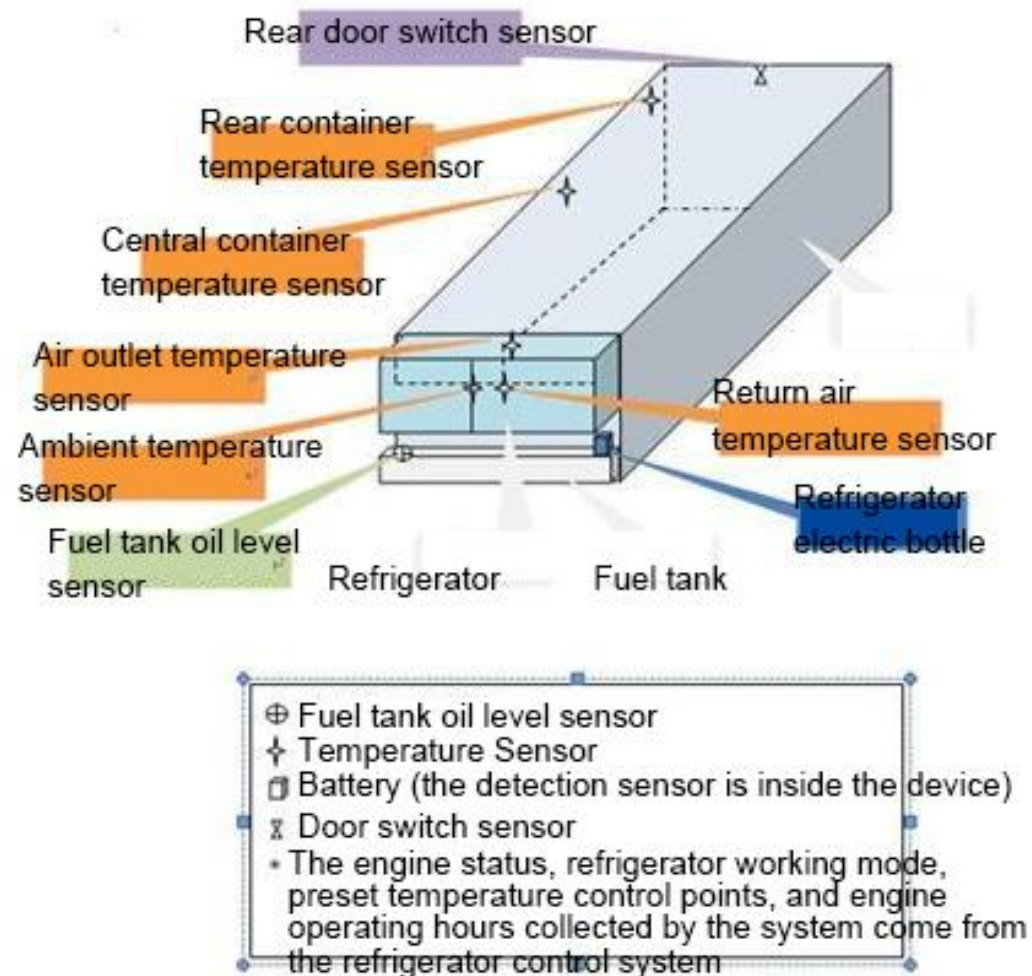 Rear door switch sensor
Rear container
temperature sensor
Central container
temperature sensor
Air outlet temperature
sensor
Ambient temperature
sensor
Fuel tank oil level
sensor
Return air
temperature sensor
Refrigerator
electric bottle
Refrigerator
Fuel tank
Fuel tank oil level sensor
Temperature Sensor
Battery (the detection sensor is inside the device)
Door switch sensor
The engine status, refrigerator working mode,
preset temperature control points, and engine
operating hours collected by the system come from
the refrigerator control system